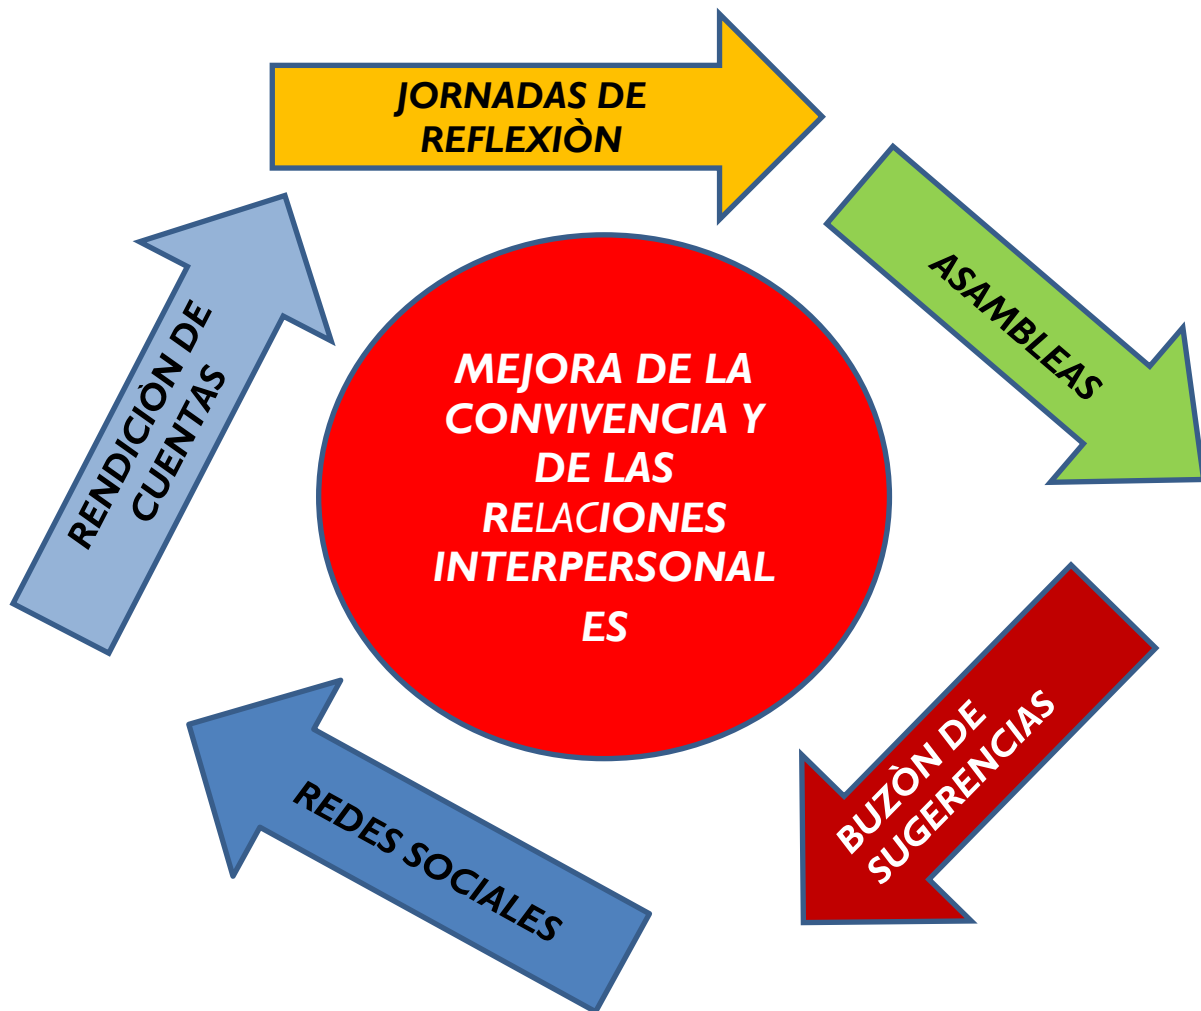 JORNADAS DE
REFLEXIÒN
ASAMBLEAS
MEJORA DE LA
CONVIVENCIA Y
DE LAS
RELACIONES
INTERPERSONAL
ES
RENDICIÒN DE
CUENTAS
BUZÒN DE
SUGERENCIAS
REDES SOCIALES